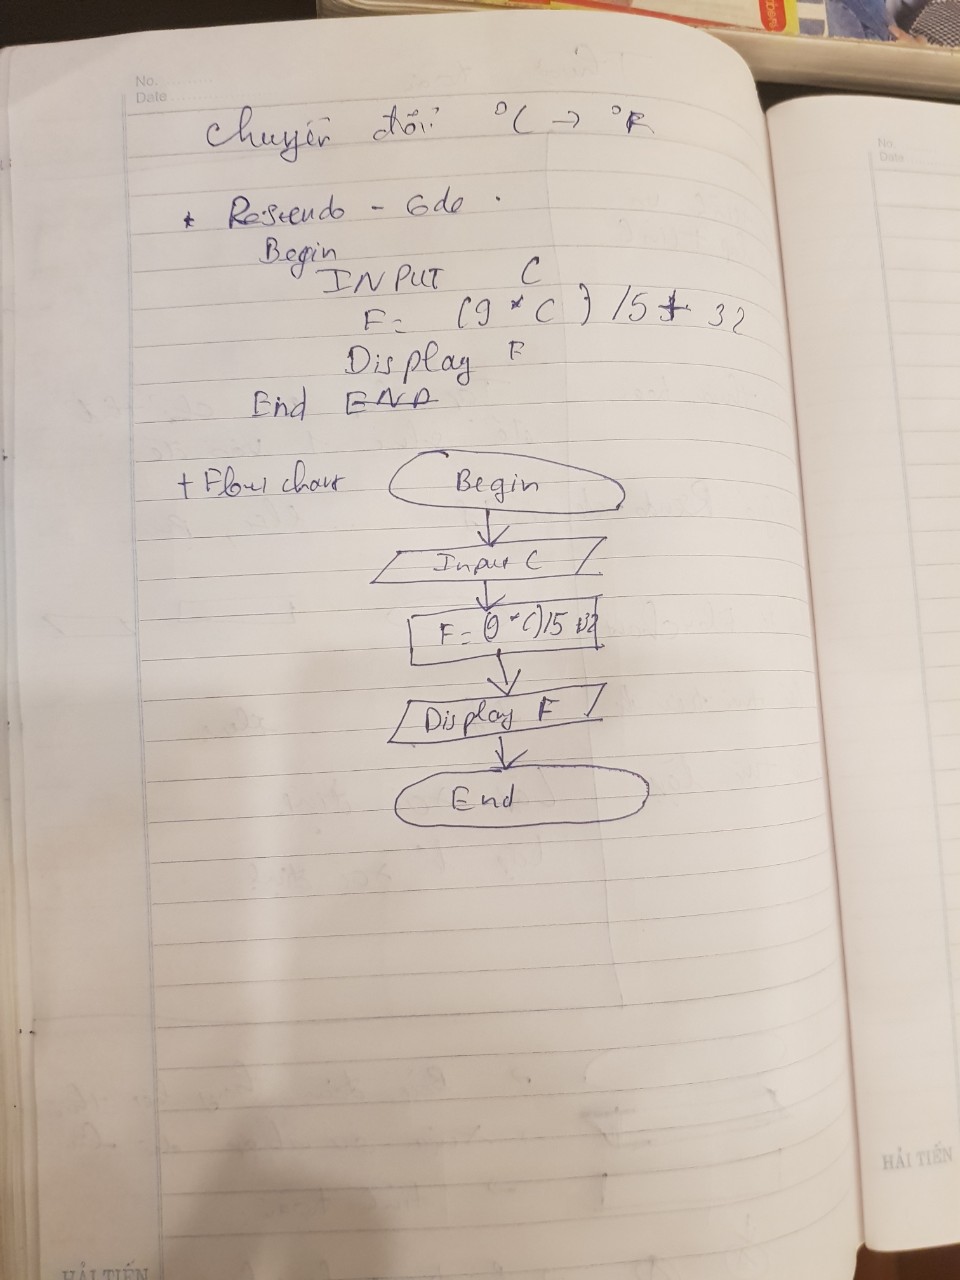 No.
Date
Chuyển đổi: °C → °F
* Pseudo - Code.
Begin
INPUT C
F = (9 * C) / 5 + 32
Display F
End END
+ Flow chart
Begin
Input C
F = (9 * C) / 5 + 32
Display F
End
HẢI TIẾN
No.
Date
HẢI TIẾN